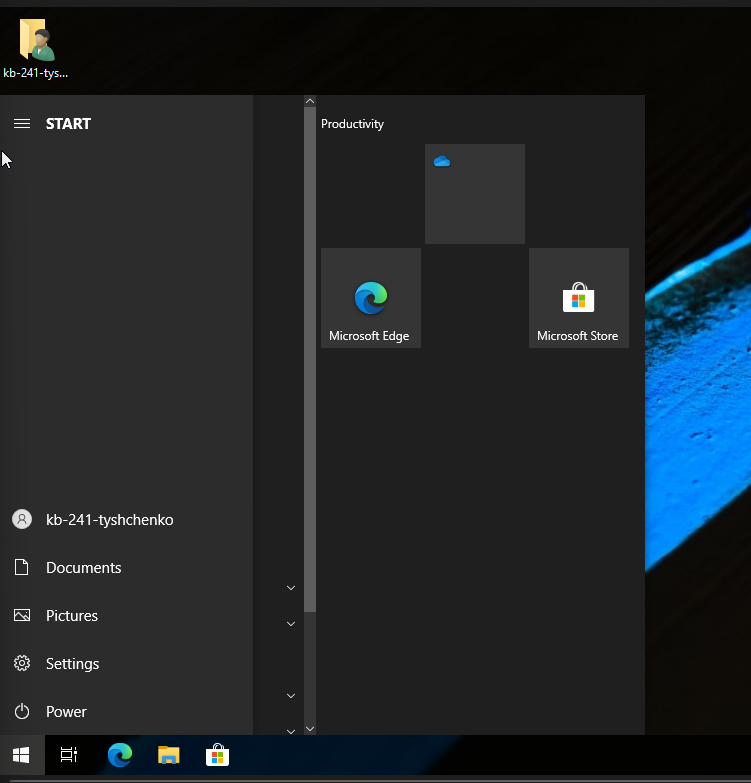 kb-241-tys...
START
Productivity
Microsoft Edge
Microsoft Store
kb-241-tyshchenko
Documents
Pictures
Settings
Power